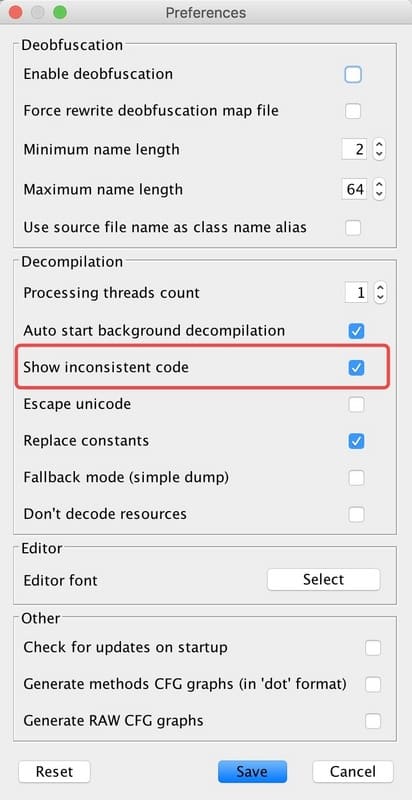 Preferences
Deobfuscation
Enable deobfuscation
Force rewrite deobfuscation map file
Minimum name length 2
Maximum name length 64
Use source file name as class name alias
Decompilation
Processing threads count 1
Auto start background decompilation
Show inconsistent code
Escape unicode
Replace constants
Fallback mode (simple dump)
Don't decode resources
Editor
Editor font Select
Other
Check for updates on startup
Generate methods CFG graphs (in 'dot' format)
Generate RAW CFG graphs
Reset Save Cancel